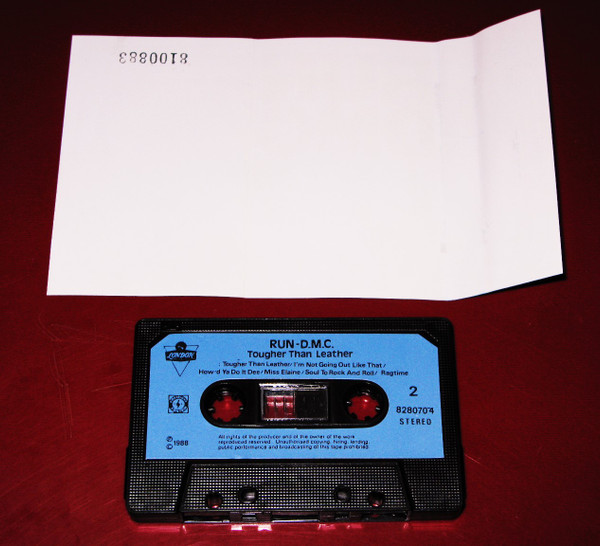 8100883
RUN-D.M.C.
Tougher Than Leather
LONDON
Tougher Than Leather/I'm Not Going Out Like That/
How'd Ya Do It Dee/Miss Elaine/Soul To Rock And Roll/Ragtime
2
828070-4
STEREO
℗
© 1988
All rights of the producer and of the owner of the work
reproduced reserved. Unauthorised copying, hiring, lending,
public performance and broadcasting of this tape prohibited